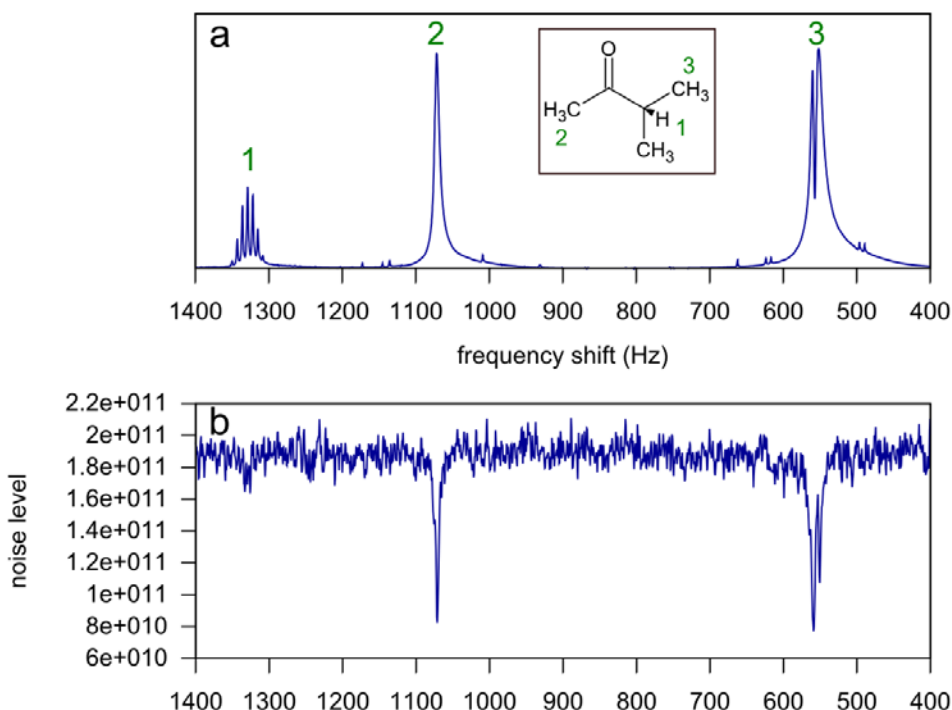 a
1
2
3
O
3
H₃C
CH₃
H
2
1
CH₃
1400 1300 1200 1100 1000 900 800 700 600 500 400
frequency shift (Hz)
b
2.2e+011
2e+011
1.8e+011
1.6e+011
1.4e+011
1.2e+011
1e+011
8e+010
6e+010
noise level
1400 1300 1200 1100 1000 900 800 700 600 500 400